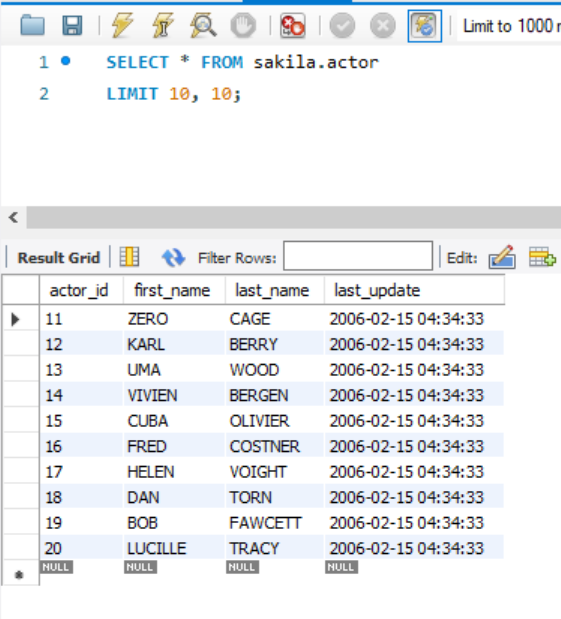 Limit to 1000 r
1 SELECT * FROM sakila.actor
2 LIMIT 10, 10;
Result Grid Filter Rows: Edit:
actor_id first_name last_name last_update
11 ZERO CAGE 2006-02-15 04:34:33
12 KARL BERRY 2006-02-15 04:34:33
13 UMA WOOD 2006-02-15 04:34:33
14 VIVIEN BERGEN 2006-02-15 04:34:33
15 CUBA OLIVIER 2006-02-15 04:34:33
16 FRED COSTNER 2006-02-15 04:34:33
17 HELEN VOIGHT 2006-02-15 04:34:33
18 DAN TORN 2006-02-15 04:34:33
19 BOB FAWCETT 2006-02-15 04:34:33
20 LUCILLE TRACY 2006-02-15 04:34:33
NULL NULL NULL NULL